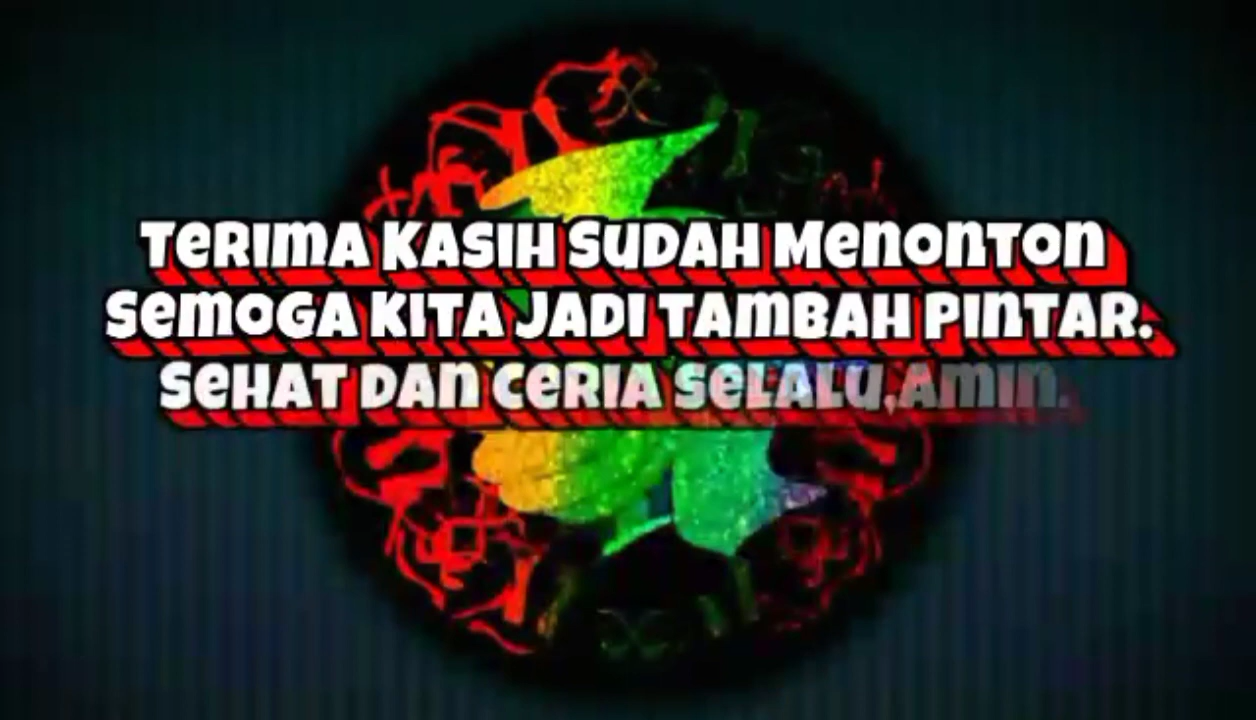 Terima Kasih Sudah Menonton
Semoga Kita Jadi Tambah Pintar.
Sehat dan Ceria Selalu,Amin.